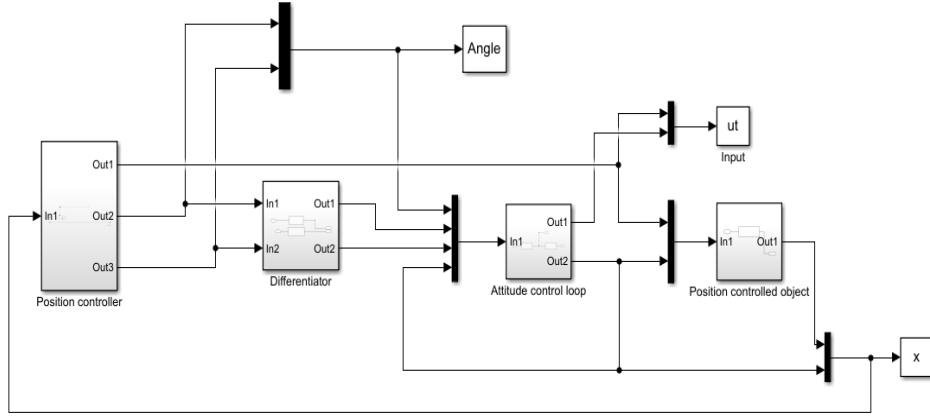 Angle
ut
Input
Out1
In1
Out2
Out3
Position controller
In1
Out1
In2
Out2
Differentiator
In1
Out1
Out2
Attitude control loop
In1
Out1
Position controlled object
x